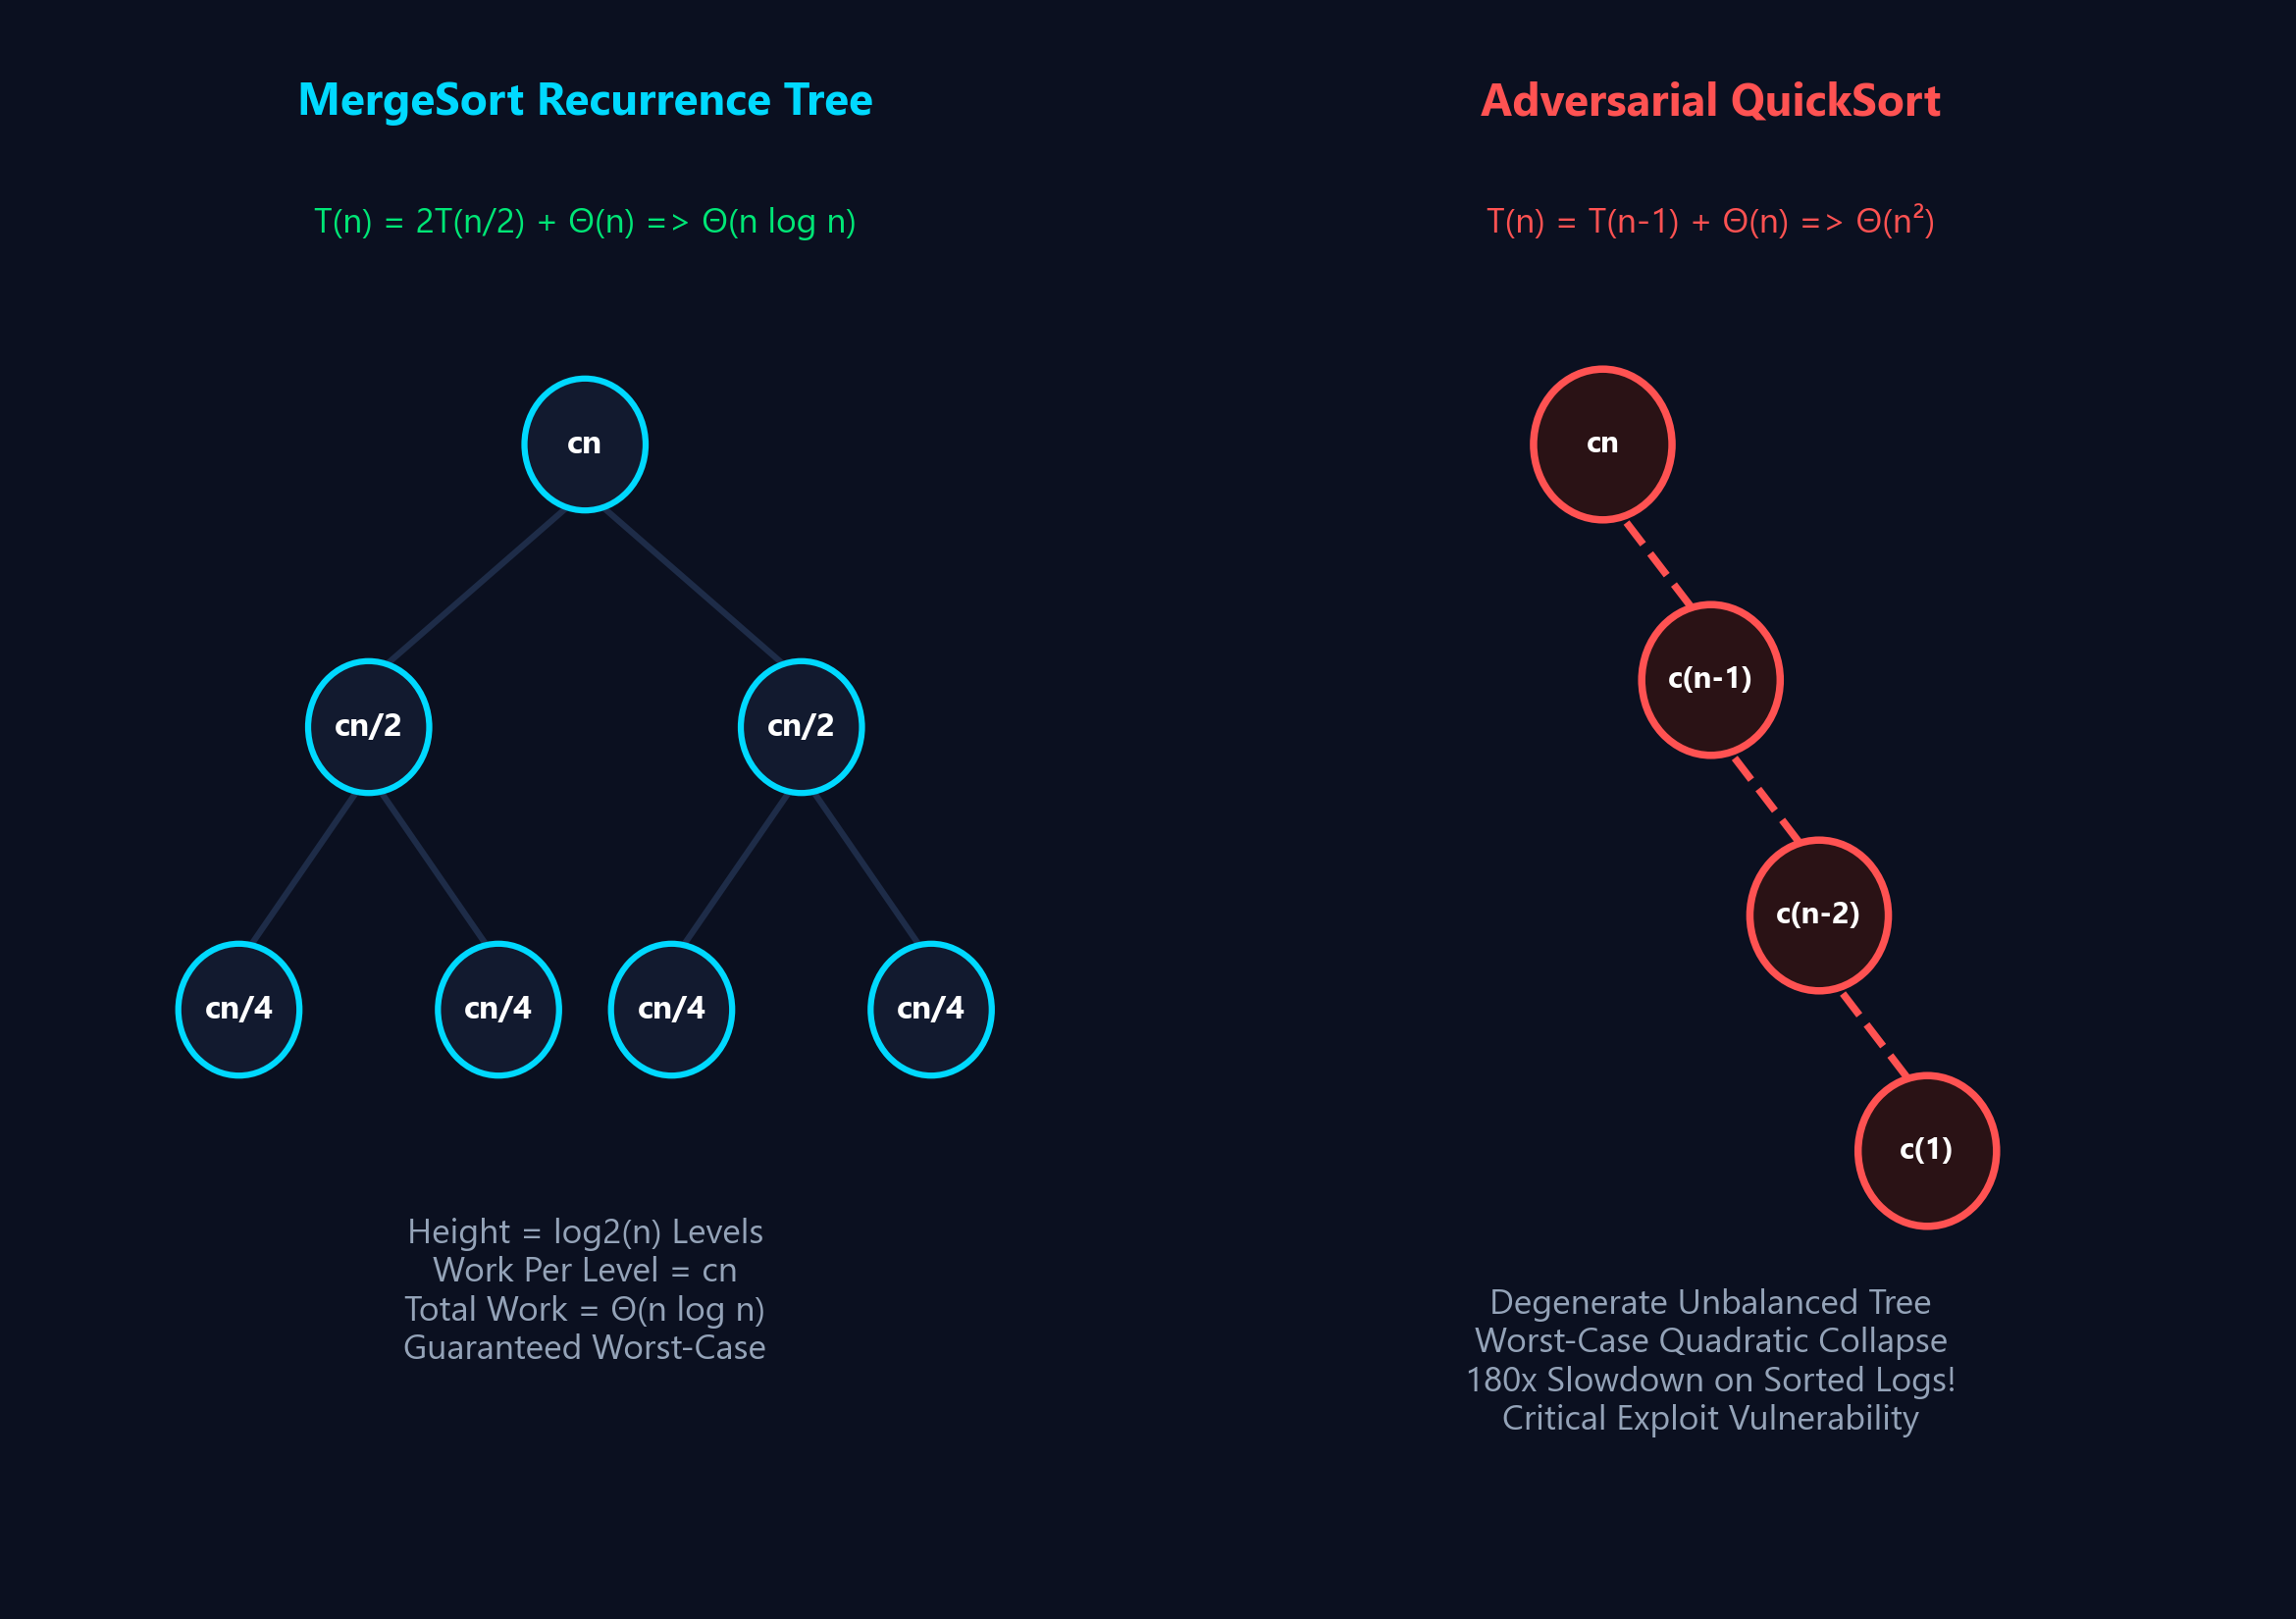 MergeSort Recurrence Tree
T(n) = 2T(n/2) + Θ(n) => Θ(n log n)
cn
cn/2
cn/2
cn/4
cn/4
cn/4
cn/4
Height = log2(n) Levels
Work Per Level = cn
Total Work = Θ(n log n)
Guaranteed Worst-Case
Adversarial QuickSort
T(n) = T(n-1) + Θ(n) => Θ(n²)
cn
c(n-1)
c(n-2)
c(1)
Degenerate Unbalanced Tree
Worst-Case Quadratic Collapse
180x Slowdown on Sorted Logs!
Critical Exploit Vulnerability